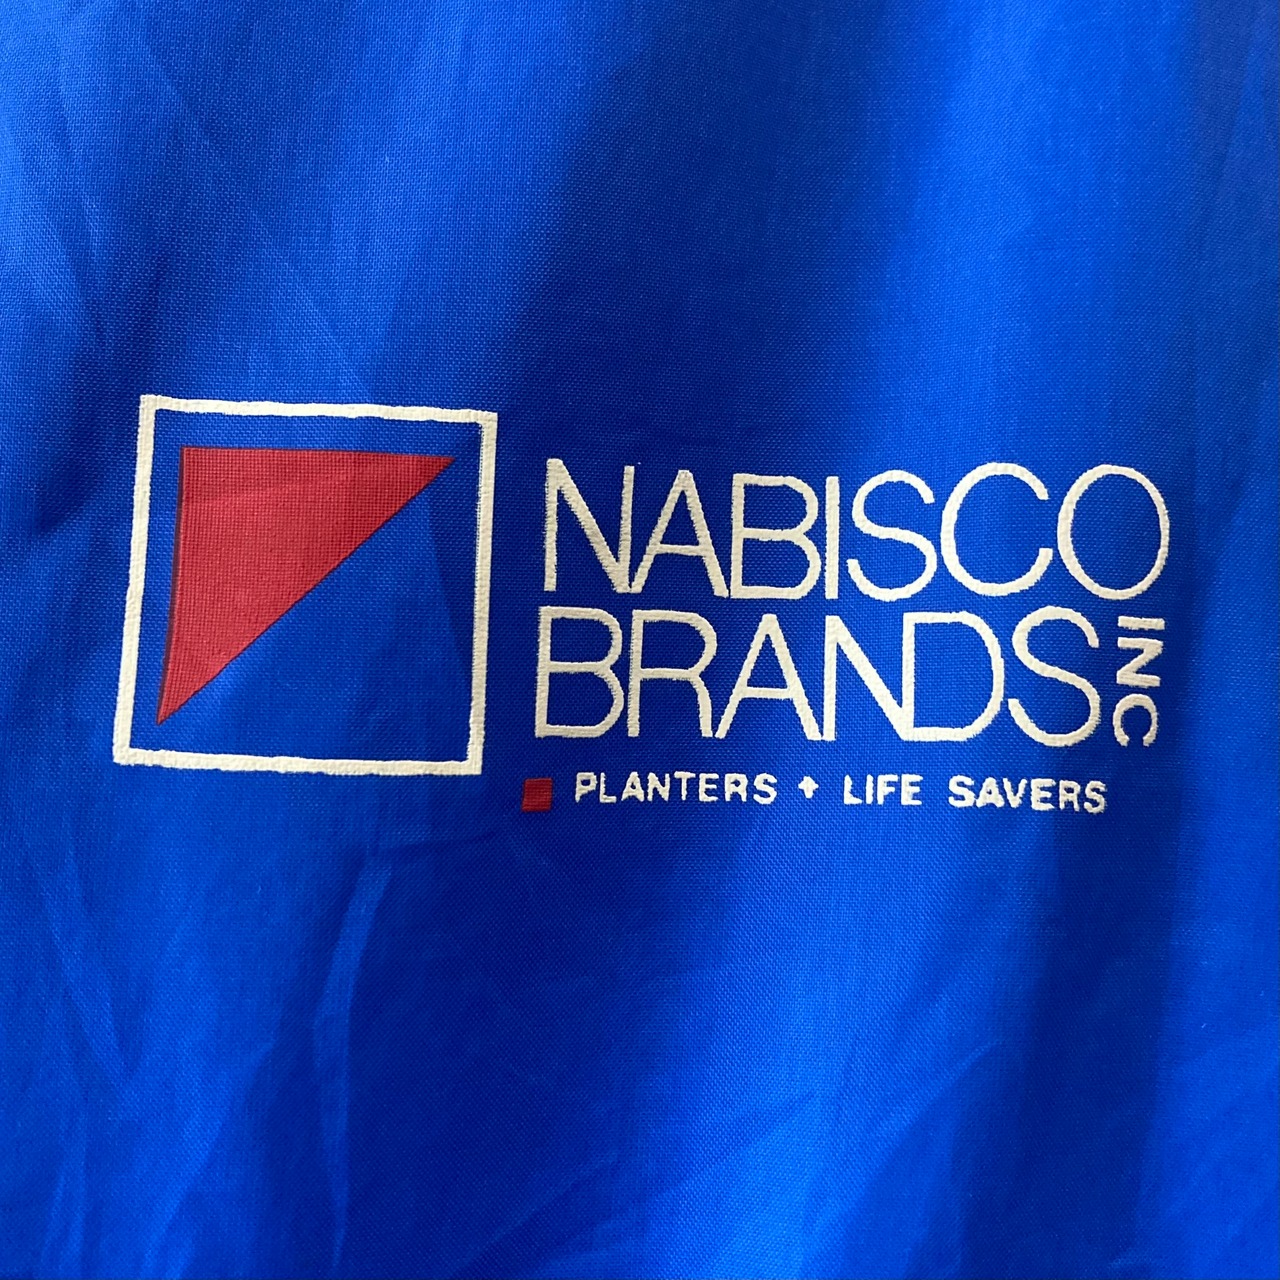 NABISCO
BRANDS INC
PLANTERS + LIFE SAVERS